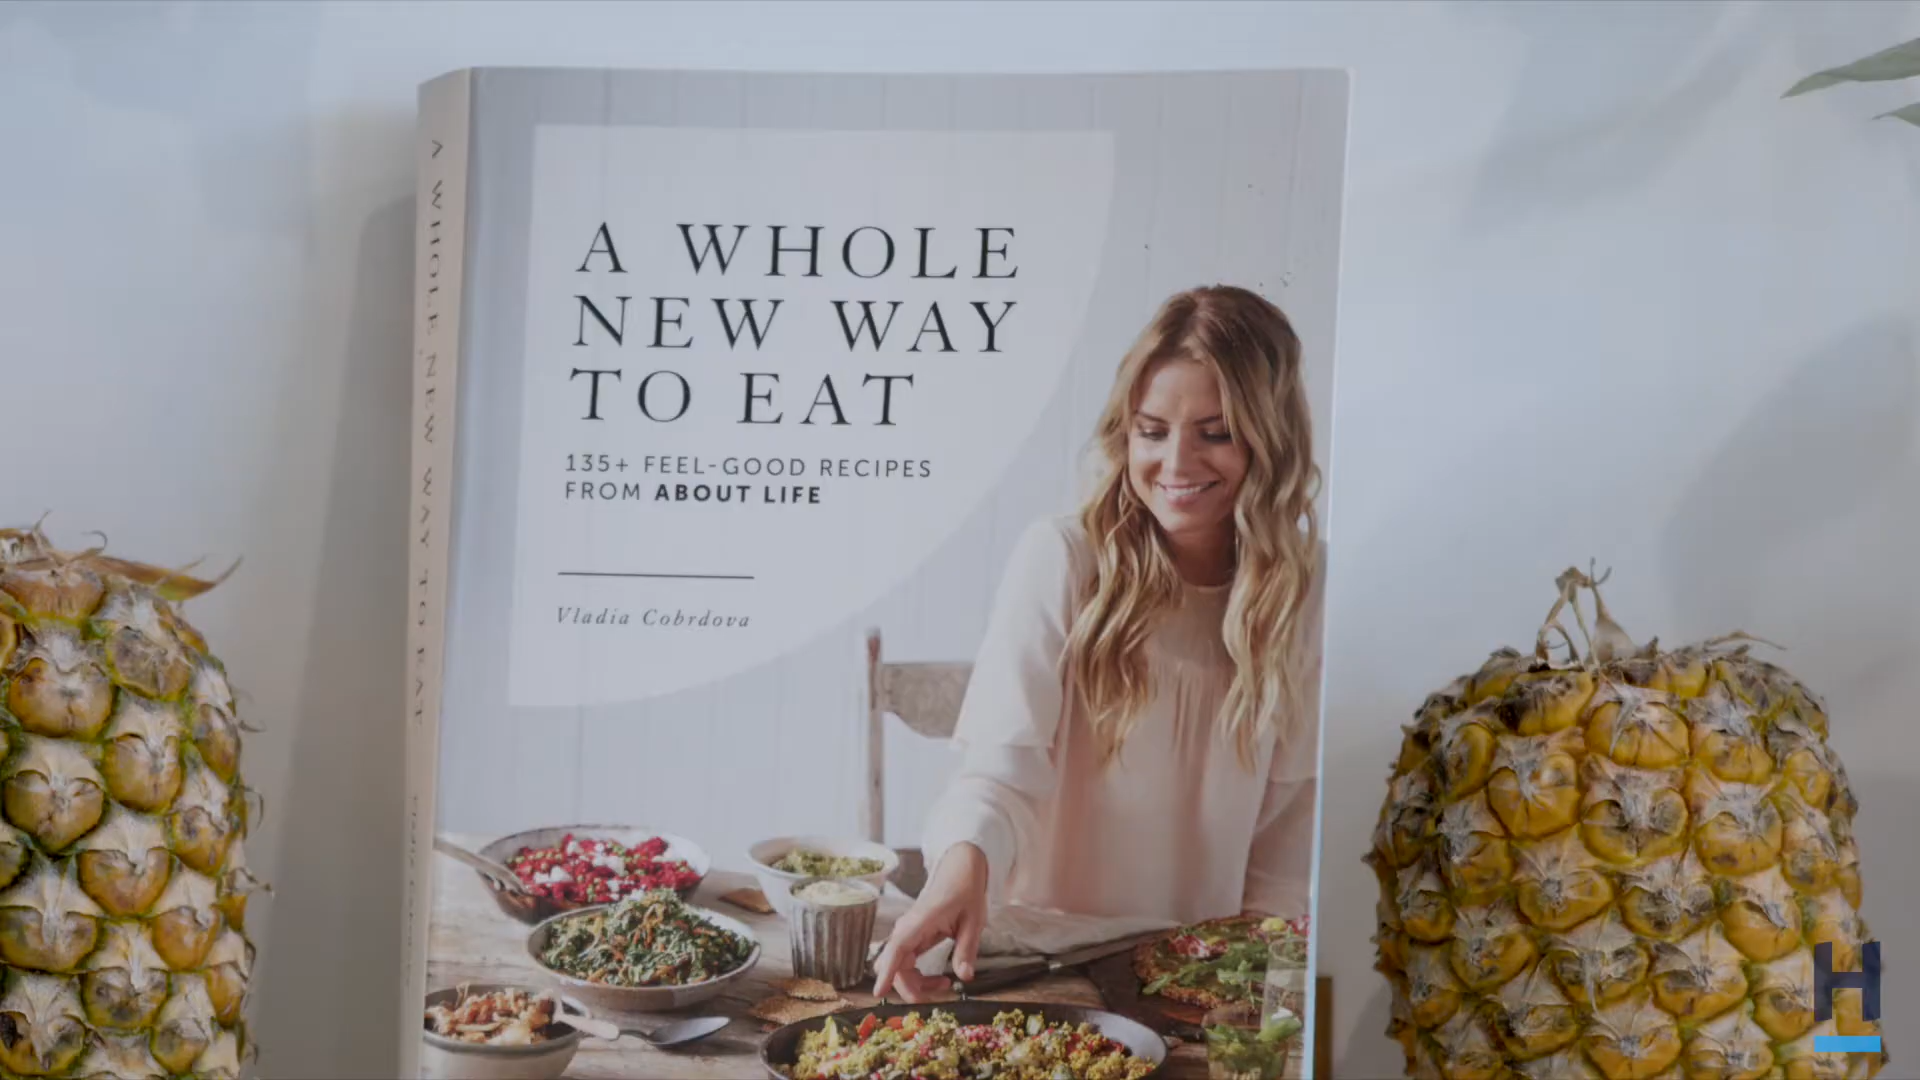 A WHOLE
NEW WAY
TO EAT
135+ FEEL-GOOD RECIPES
FROM ABOUT LIFE
Vladia Cobrdova
A WHOLE NEW WAY TO EAT
H